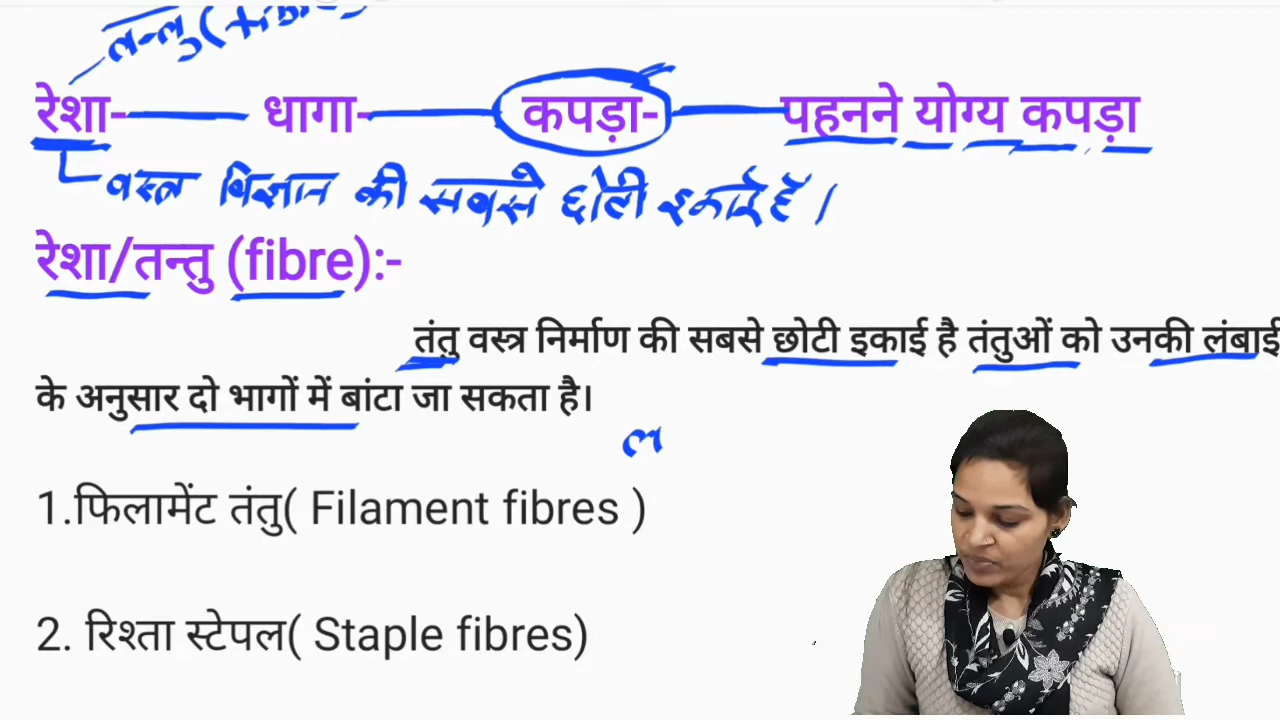 तन्तु (
रेशा- धागा- कपड़ा- पहनने योग्य कपड़ा
वस्त्र विज्ञान की सबसे छोटी इकाई है।
रेशा/तन्तु (fibre):-
तंतु वस्त्र निर्माण की सबसे छोटी इकाई है तंतुओं को उनकी लंबाई
के अनुसार दो भागों में बांटा जा सकता है।
ल
1.फिलामेंट तंतु( Filament fibres )
2. रिश्ता स्टेपल( Staple fibres)